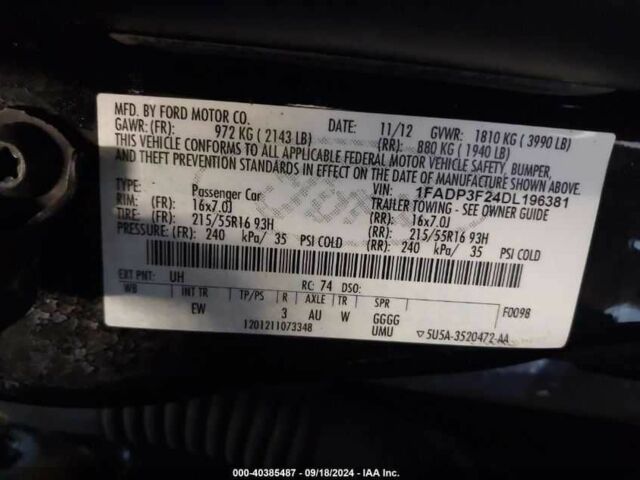 MFD. BY FORD MOTOR CO.
DATE: 11/12 GVWR: 1810 KG (3990 LB)
GAWR: (FR): 972 KG (2143 LB) (RR): 880 KG (1940 LB)
THIS VEHICLE CONFORMS TO ALL APPLICABLE FEDERAL MOTOR VEHICLE SAFETY, BUMPER,
AND THEFT PREVENTION STANDARDS IN EFFECT ON THE DATE OF MANUFACTURE SHOWN ABOVE.
VIN: 1FADP3F24DL196381
TYPE: Passenger Car TRAILER TOWING - SEE OWNER GUIDE
RIM: (FR): 16x7.0J (RR): 16x7.0J
TIRE: (FR): 215/55R16 93H (RR): 215/55R16 93H
PRESSURE: (FR): 240 kPa/ 35 PSI COLD (RR): 240 kPa/ 35 PSI COLD
EXT PNT: UH RC: 74 DSO:
WB INT TR TP/PS R AXLE TR SPR
EW 3 AU W GGGG F0098
1201211073348 UMU 5U5A-3520472-AA
000-40385487 - 09/18/2024 - IAA Inc.